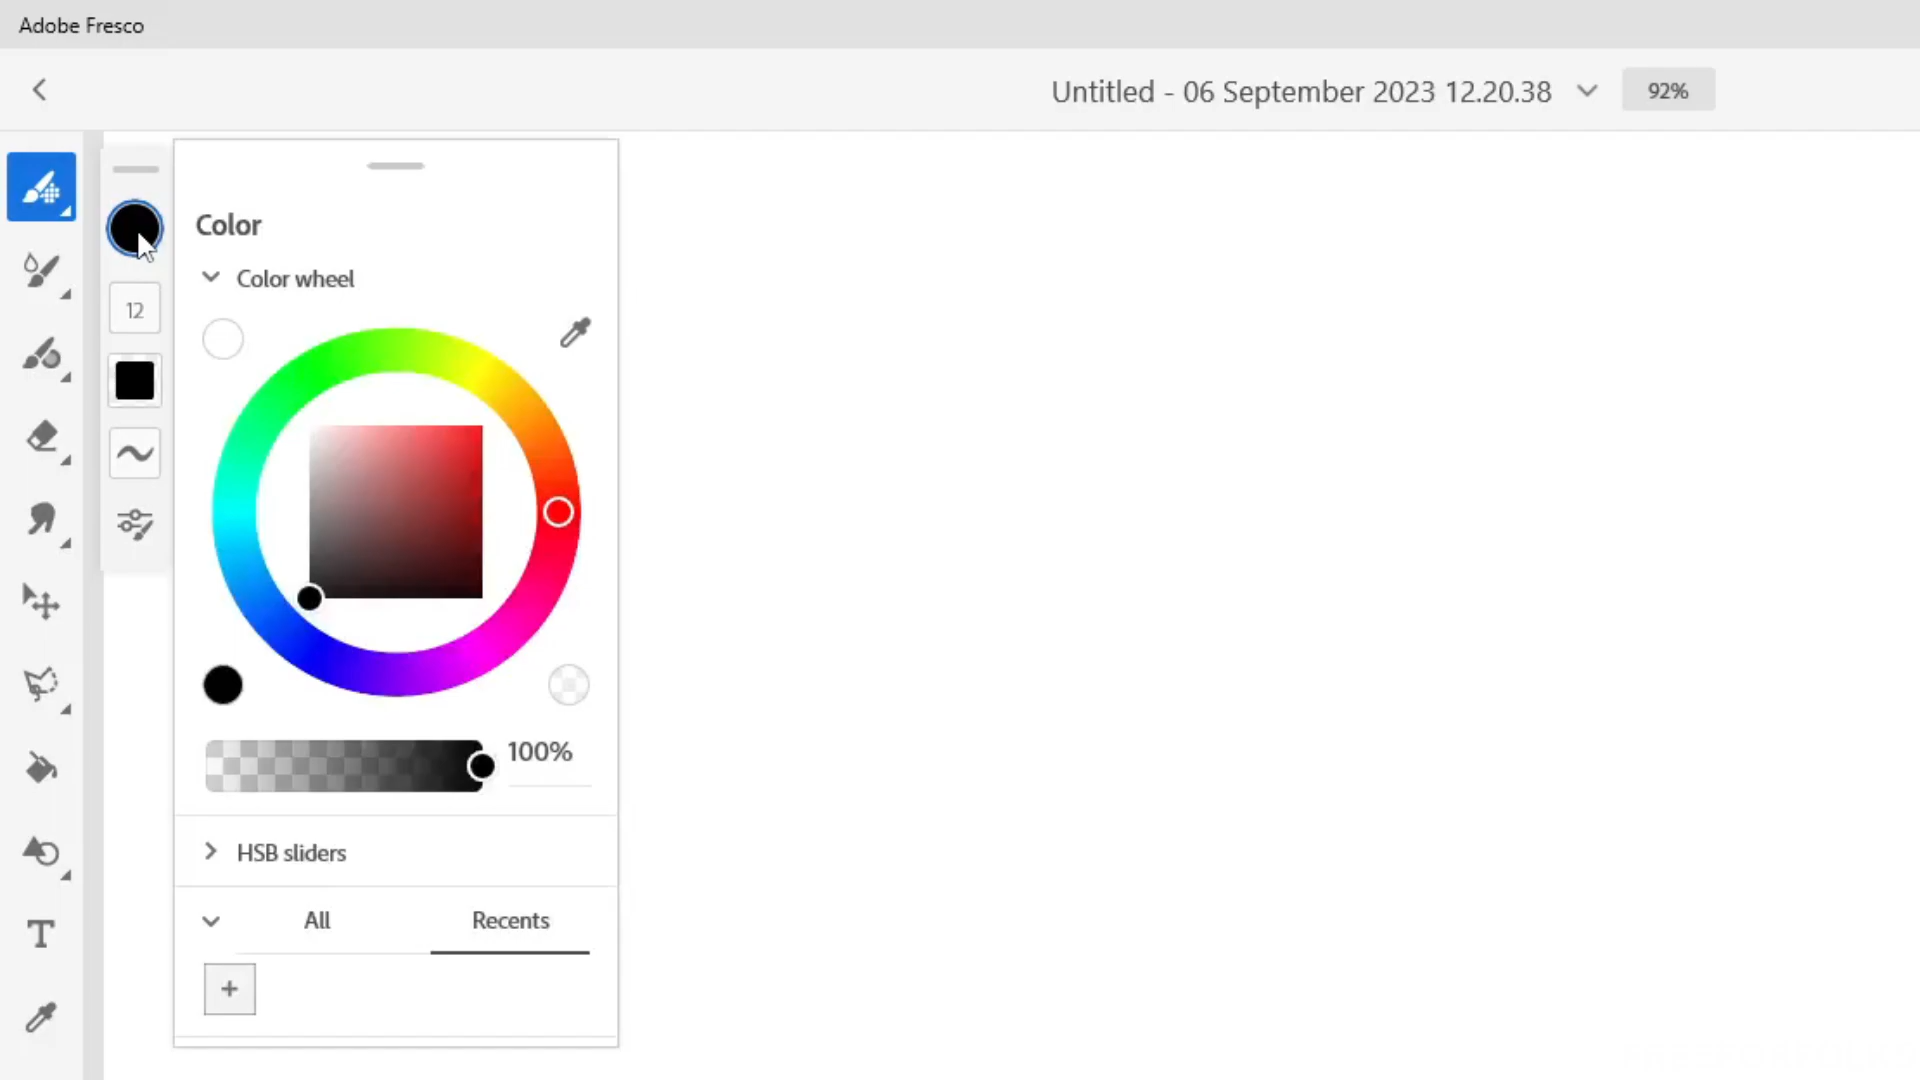 Adobe Fresco
Untitled - 06 September 2023 12.20.38
92%
Color
Color wheel
12
100%
HSB sliders
All
Recents